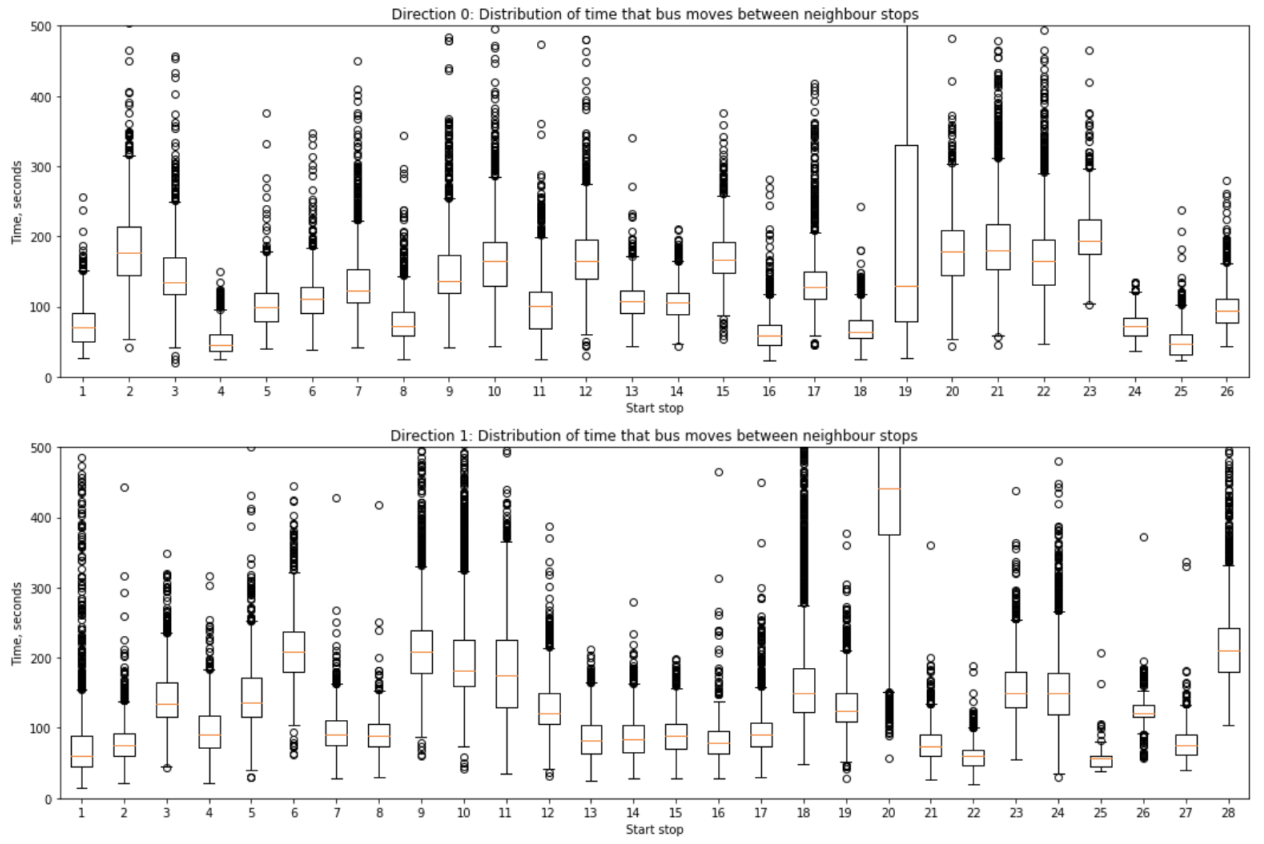 Direction 0: Distribution of time that bus moves between neighbour stops
500
400
300
200
100
0
Time, seconds
1 2 3 4 5 6 7 8 9 10 11 12 13 14 15 16 17 18 19 20 21 22 23 24 25 26
Start stop
Direction 1: Distribution of time that bus moves between neighbour stops
500
400
300
200
100
0
Time, seconds
1 2 3 4 5 6 7 8 9 10 11 12 13 14 15 16 17 18 19 20 21 22 23 24 25 26 27 28
Start stop